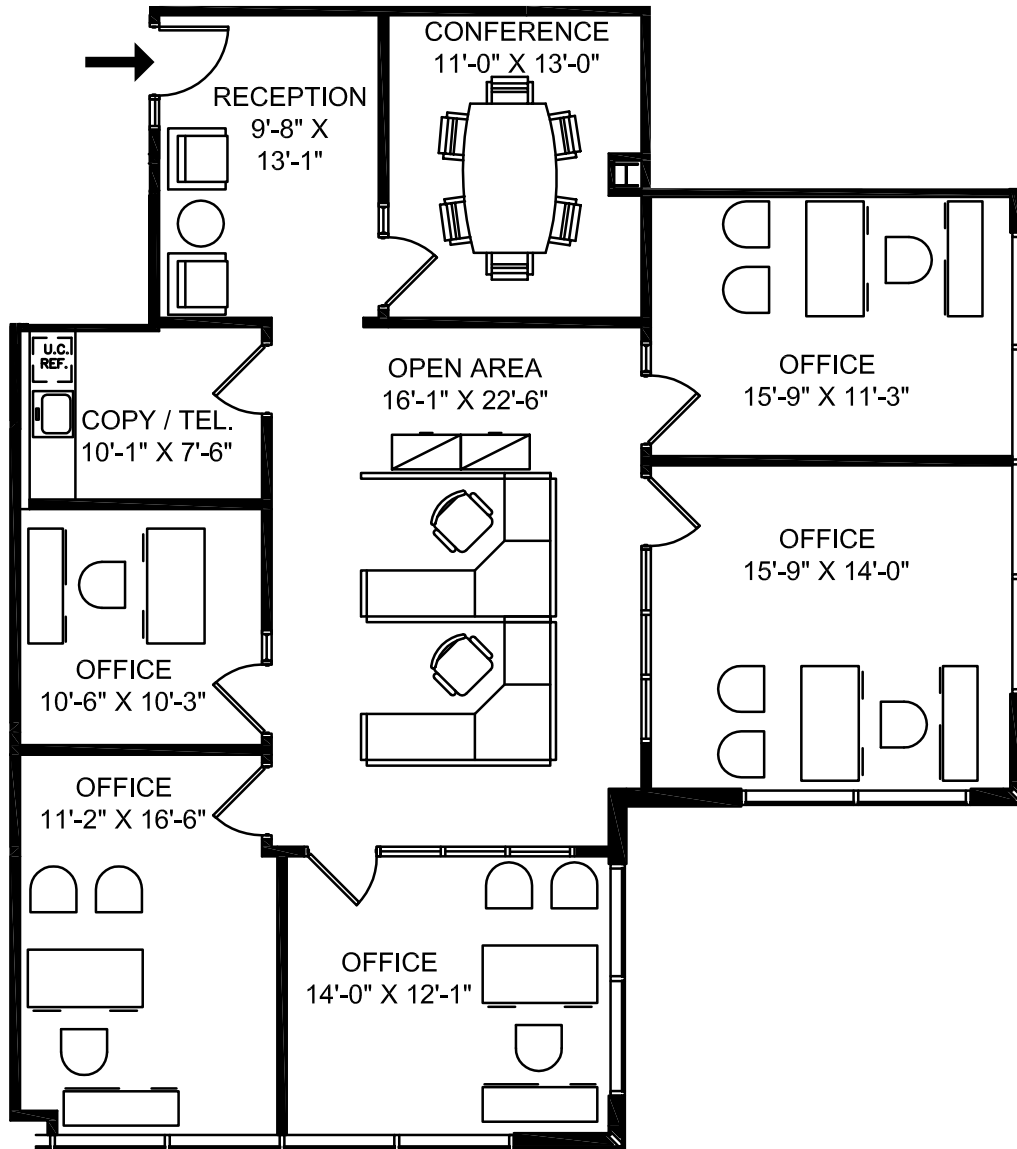 CONFERENCE
11'-0" X 13'-0"
RECEPTION
9'-8" X
13'-1"
U.C.
REF.
COPY / TEL.
10'-1" X 7'-6"
OPEN AREA
16'-1" X 22'-6"
OFFICE
15'-9" X 11'-3"
OFFICE
15'-9" X 14'-0"
OFFICE
10'-6" X 10'-3"
OFFICE
11'-2" X 16'-6"
OFFICE
14'-0" X 12'-1"